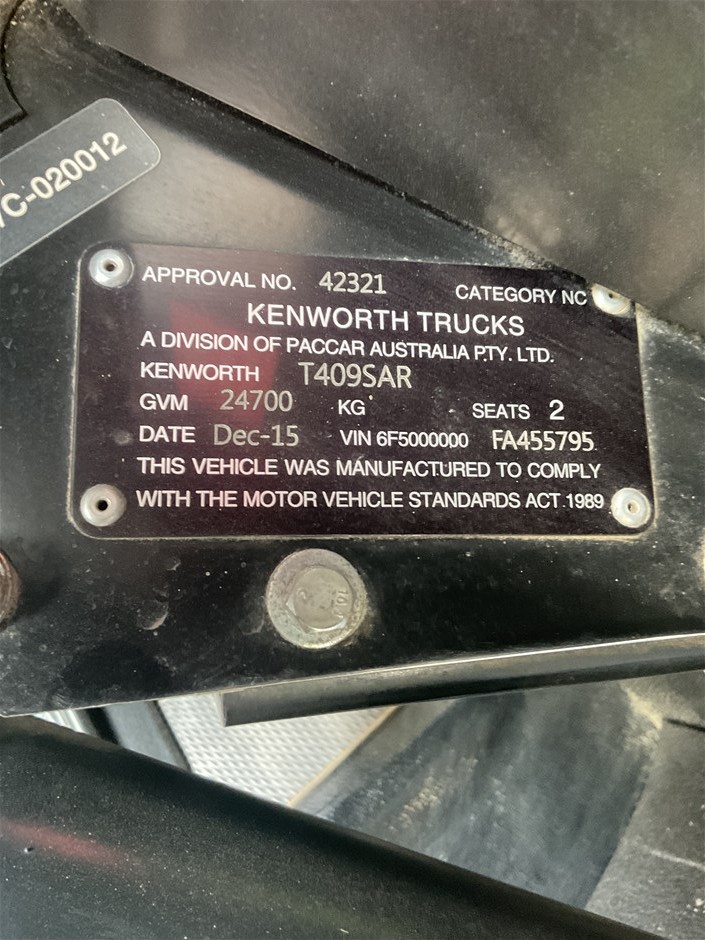 C-020012
APPROVAL NO. 42321 CATEGORY NC
KENWORTH TRUCKS
A DIVISION OF PACCAR AUSTRALIA PTY. LTD.
KENWORTH T409SAR
GVM 24700 KG SEATS 2
DATE Dec-15 VIN 6F5000000 FA455795
THIS VEHICLE WAS MANUFACTURED TO COMPLY
WITH THE MOTOR VEHICLE STANDARDS ACT 1989